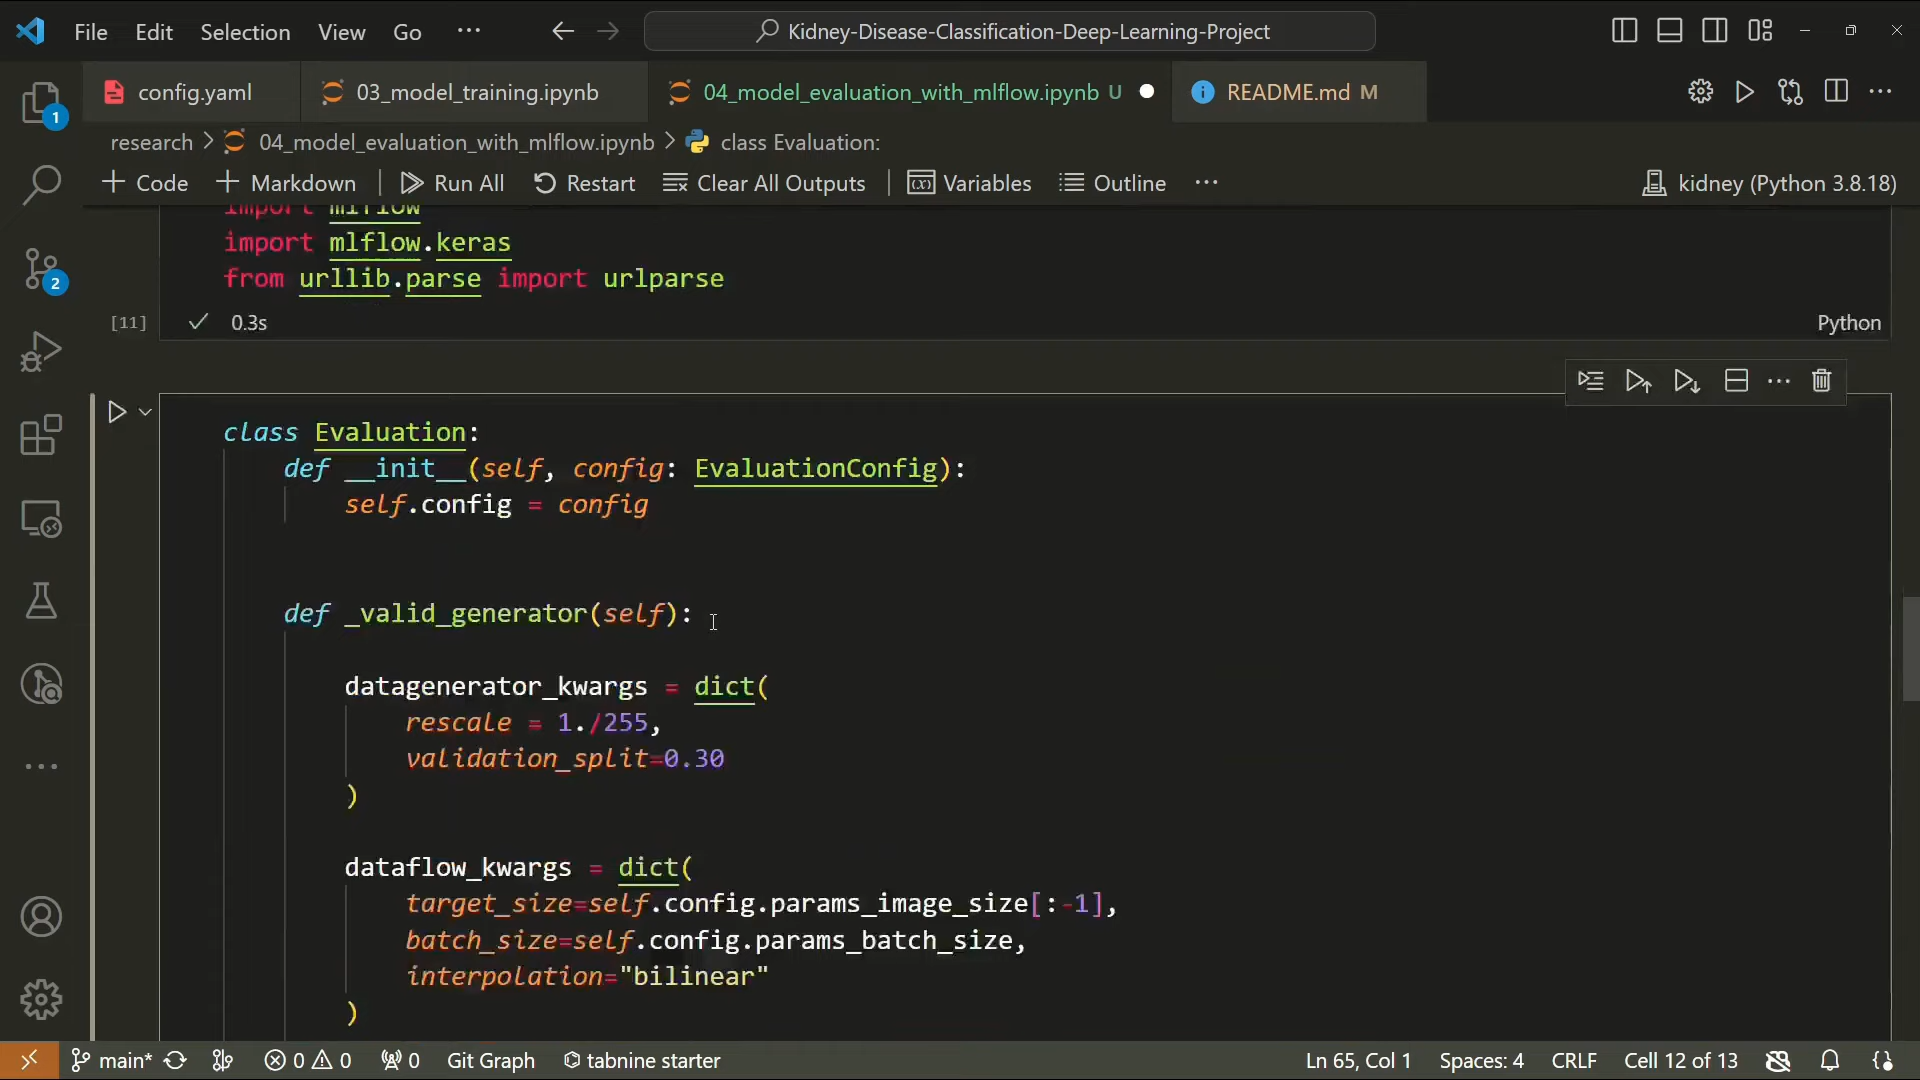 File Edit Selection View Go ··· Kidney-Disease-Classification-Deep-Learning-Project
config.yaml 03_model_training.ipynb 04_model_evaluation_with_mlflow.ipynb U README.md M
research > 04_model_evaluation_with_mlflow.ipynb > class Evaluation:
+ Code + Markdown | Run All Restart Clear All Outputs | Variables Outline ··· kidney (Python 3.8.18)
import mlflow
import mlflow.keras
from urllib.parse import urlparse
[11] ✓ 0.3s Python
class Evaluation:
def __init__(self, config: EvaluationConfig):
self.config = config
def _valid_generator(self):
datagenerator_kwargs = dict(
rescale = 1./255,
validation_split=0.30
)
dataflow_kwargs = dict(
target_size=self.config.params_image_size[:-1],
batch_size=self.config.params_batch_size,
interpolation="bilinear"
)
1
2
main* 0 0 0 Git Graph tabnine starter Ln 65, Col 1 Spaces: 4 CRLF Cell 12 of 13